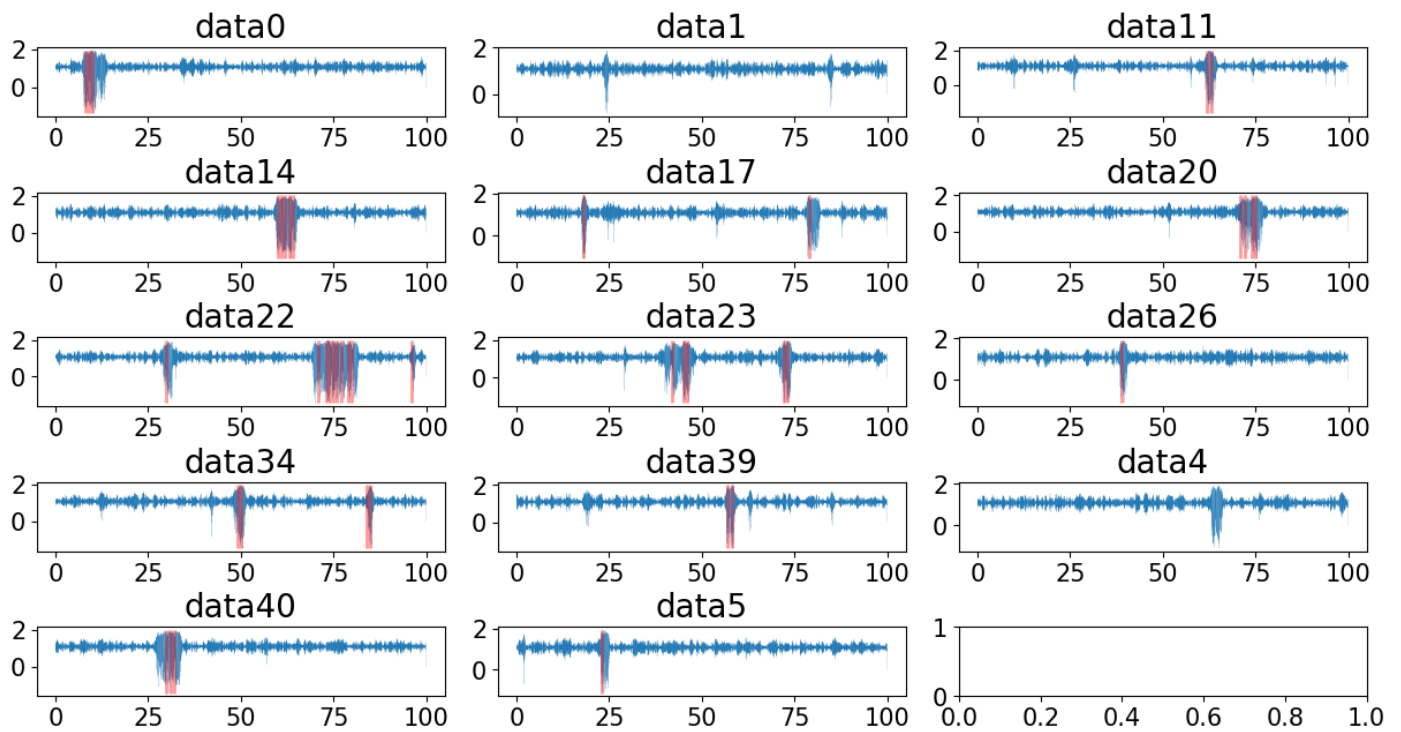 data0 data1 data11
2 2 2
0 0 0
0 25 50 75 100 0 25 50 75 100 0 25 50 75 100
data14 data17 data20
2 2 2
0 0 0
0 25 50 75 100 0 25 50 75 100 0 25 50 75 100
data22 data23 data26
2 2 2
0 0 0
0 25 50 75 100 0 25 50 75 100 0 25 50 75 100
data34 data39 data4
2 2 2
0 0 0
0 25 50 75 100 0 25 50 75 100 0 25 50 75 100
data40 data5
2 2 1
0 0 0
0 25 50 75 100 0 25 50 75 100 0.0 0.2 0.4 0.6 0.8 1.0